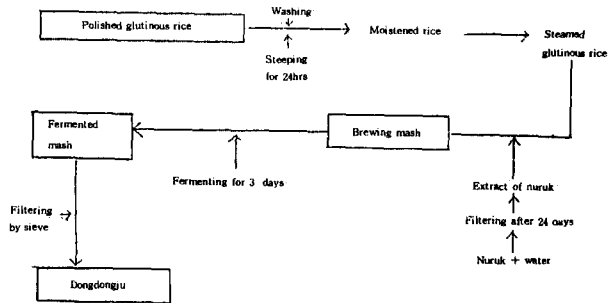 Washing
Polished glutinous rice
Moistened rice
Steamed
glutinous rice
Steeping
for 24hrs
Fermented
mash
Brewing mash
Fermenting for 3 days
Extract of nuruk
Filtering after 24 days
Nuruk + water
Filtering
by sieve
Dongdongju